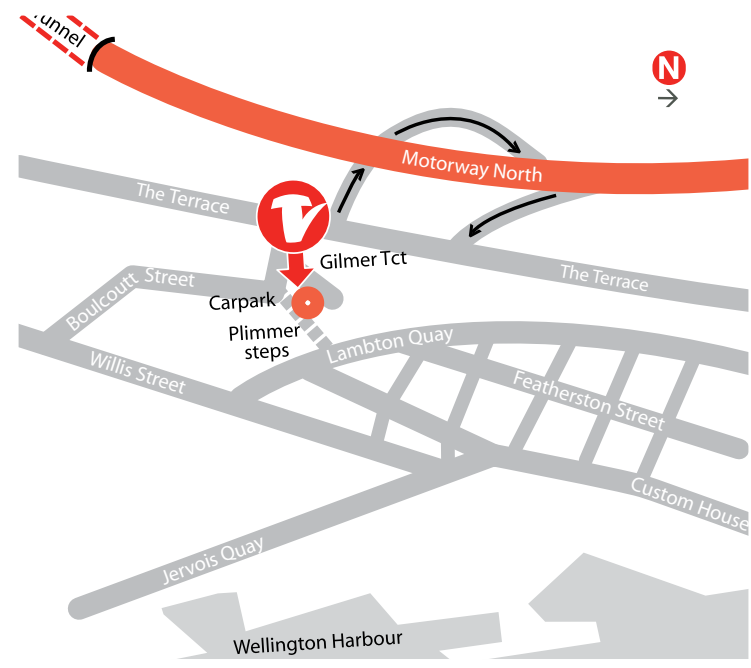 Tunnel
N
Motorway North
The Terrace
Gilmer Tct
The Terrace
Boulcoutt Street
Carpark
Plimmer
steps
Lambton Quay
Willis Street
Featherston Street
Custom House
Jervois Quay
Wellington Harbour